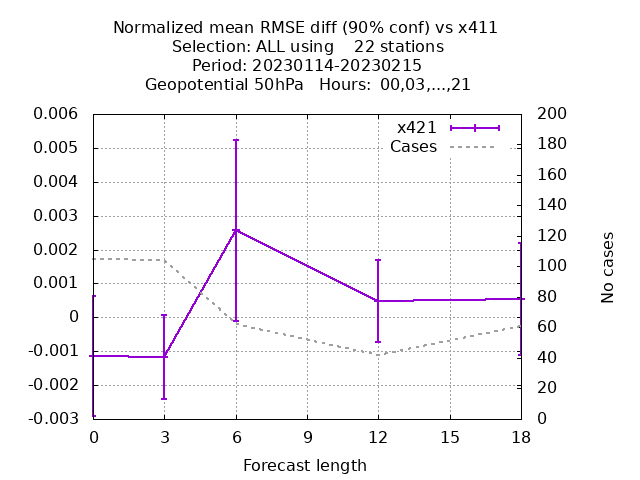 Normalized mean RMSE diff (90% conf) vs x411
Selection: ALL using    22 stations
Period: 20230114-20230215
Geopotential 50hPa   Hours:  00,03,...,21
0.006
0.005
0.004
0.003
0.002
0.001
0
-0.001
-0.002
-0.003
200
180
160
140
120
100
80
60
40
20
0
x421
Cases
No cases
0 3 6 9 12 15 18
Forecast length